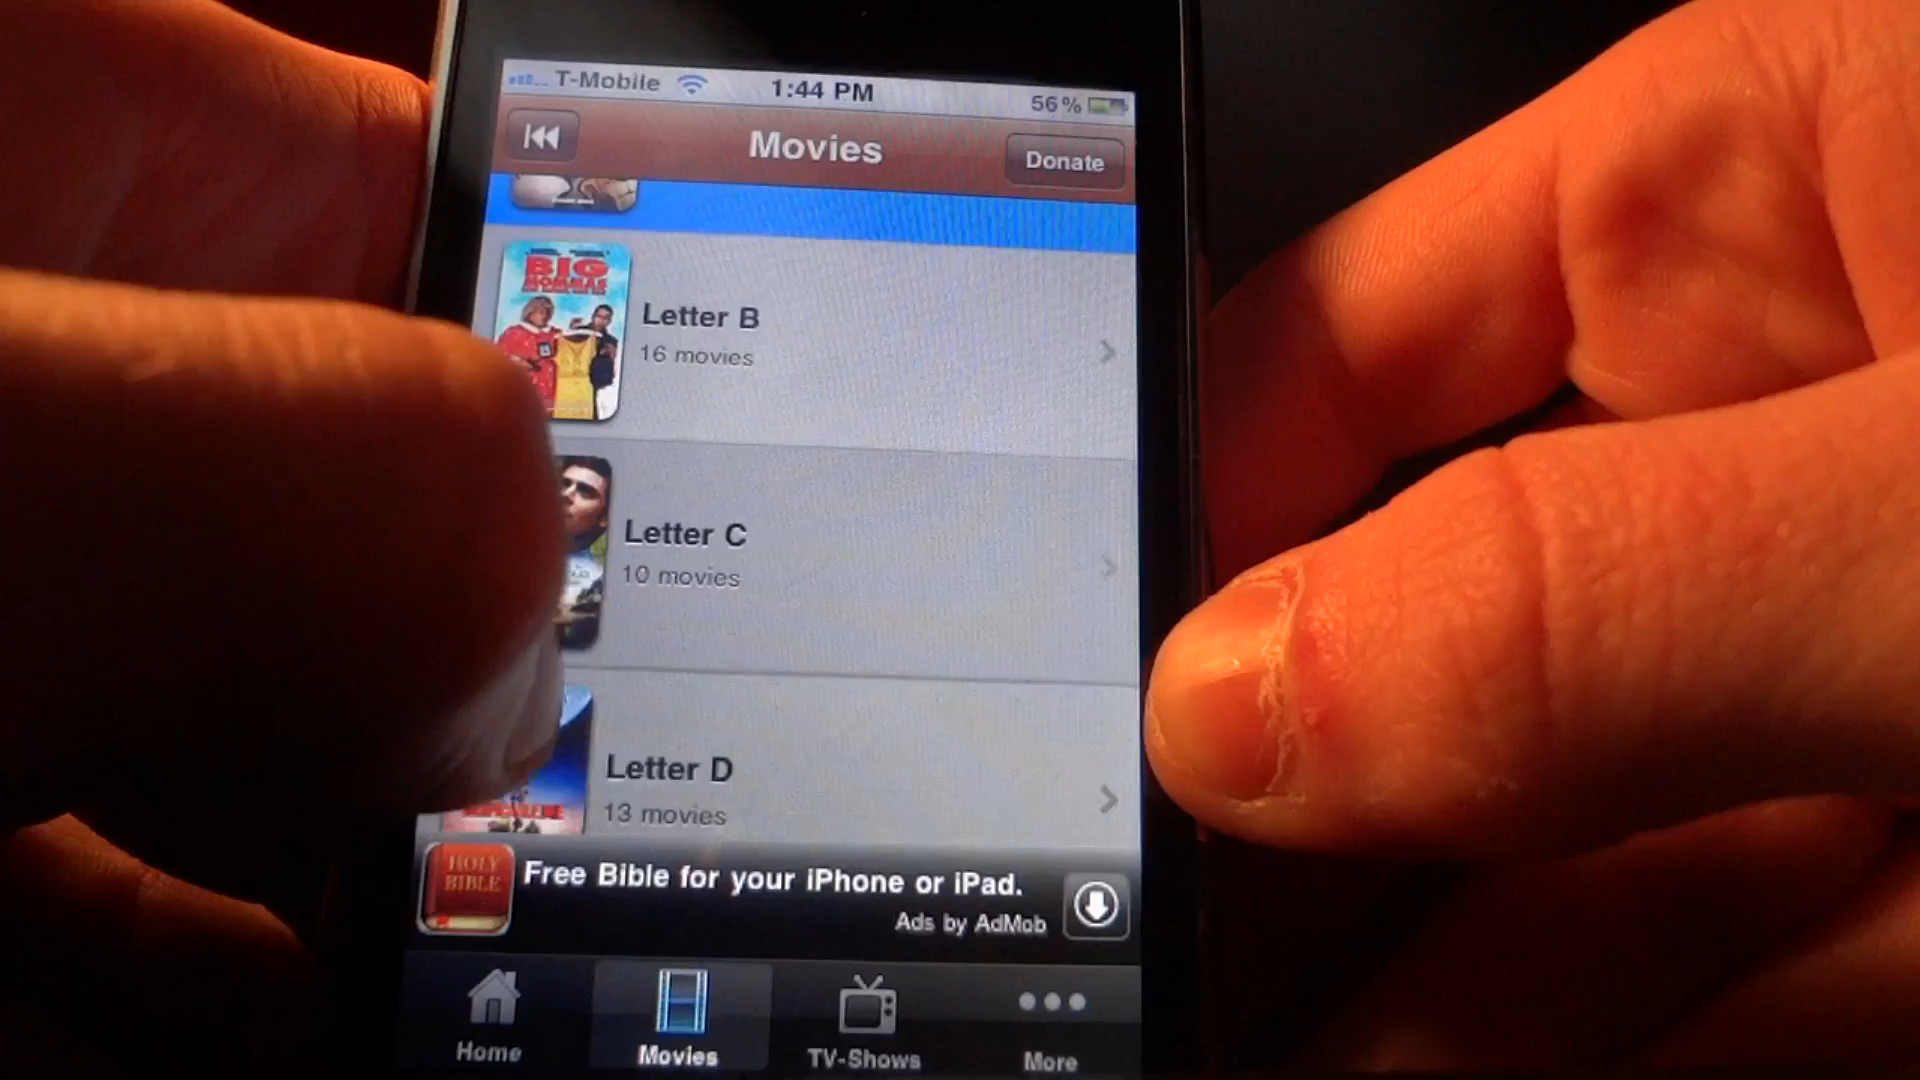 T-Mobile 1:44 PM 56%
Movies Donate
BIG
MOMMAS
Letter B
16 movies
Letter C
10 movies
Letter D
13 movies
HOLY
BIBLE
Free Bible for your iPhone or iPad.
Ads by AdMob
Home Movies TV-Shows More